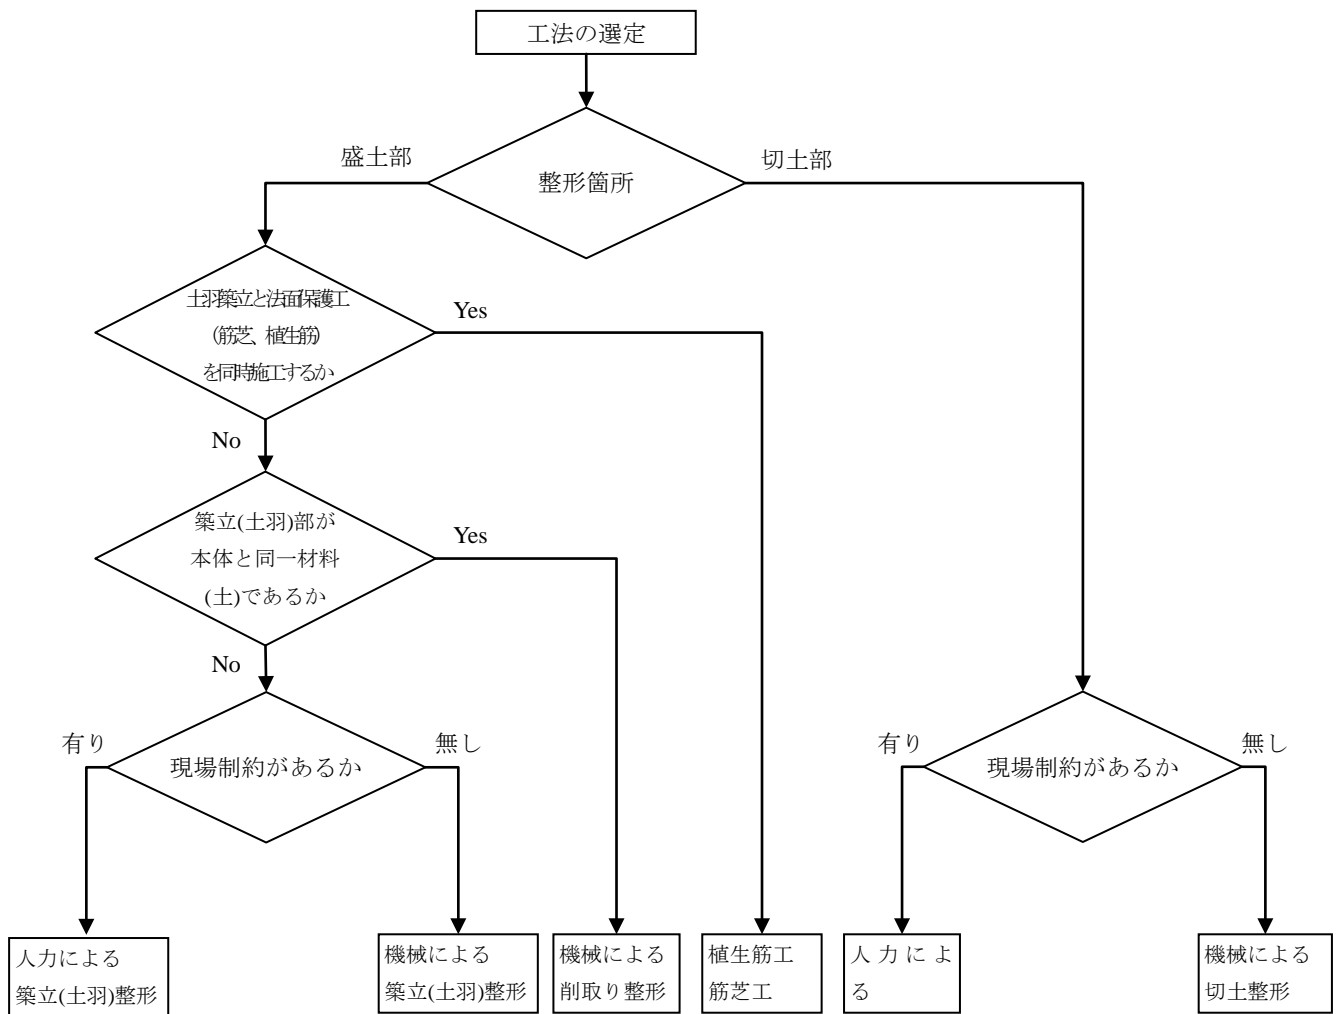 工法の選定
盛土部
切土部
整形箇所
土羽築立と法面保護工
(筋芝、植生筋)
を同時施工するか
Yes
No
築立(土羽)部が
本体と同一材料
(土)であるか
Yes
No
有り
現場制約があるか
無し
有り
現場制約があるか
無し
人力による
築立(土羽)整形
機械による
築立(土羽)整形
機械による
削取り整形
植生筋工
筋芝工
人力によ
る
機械による
切土整形